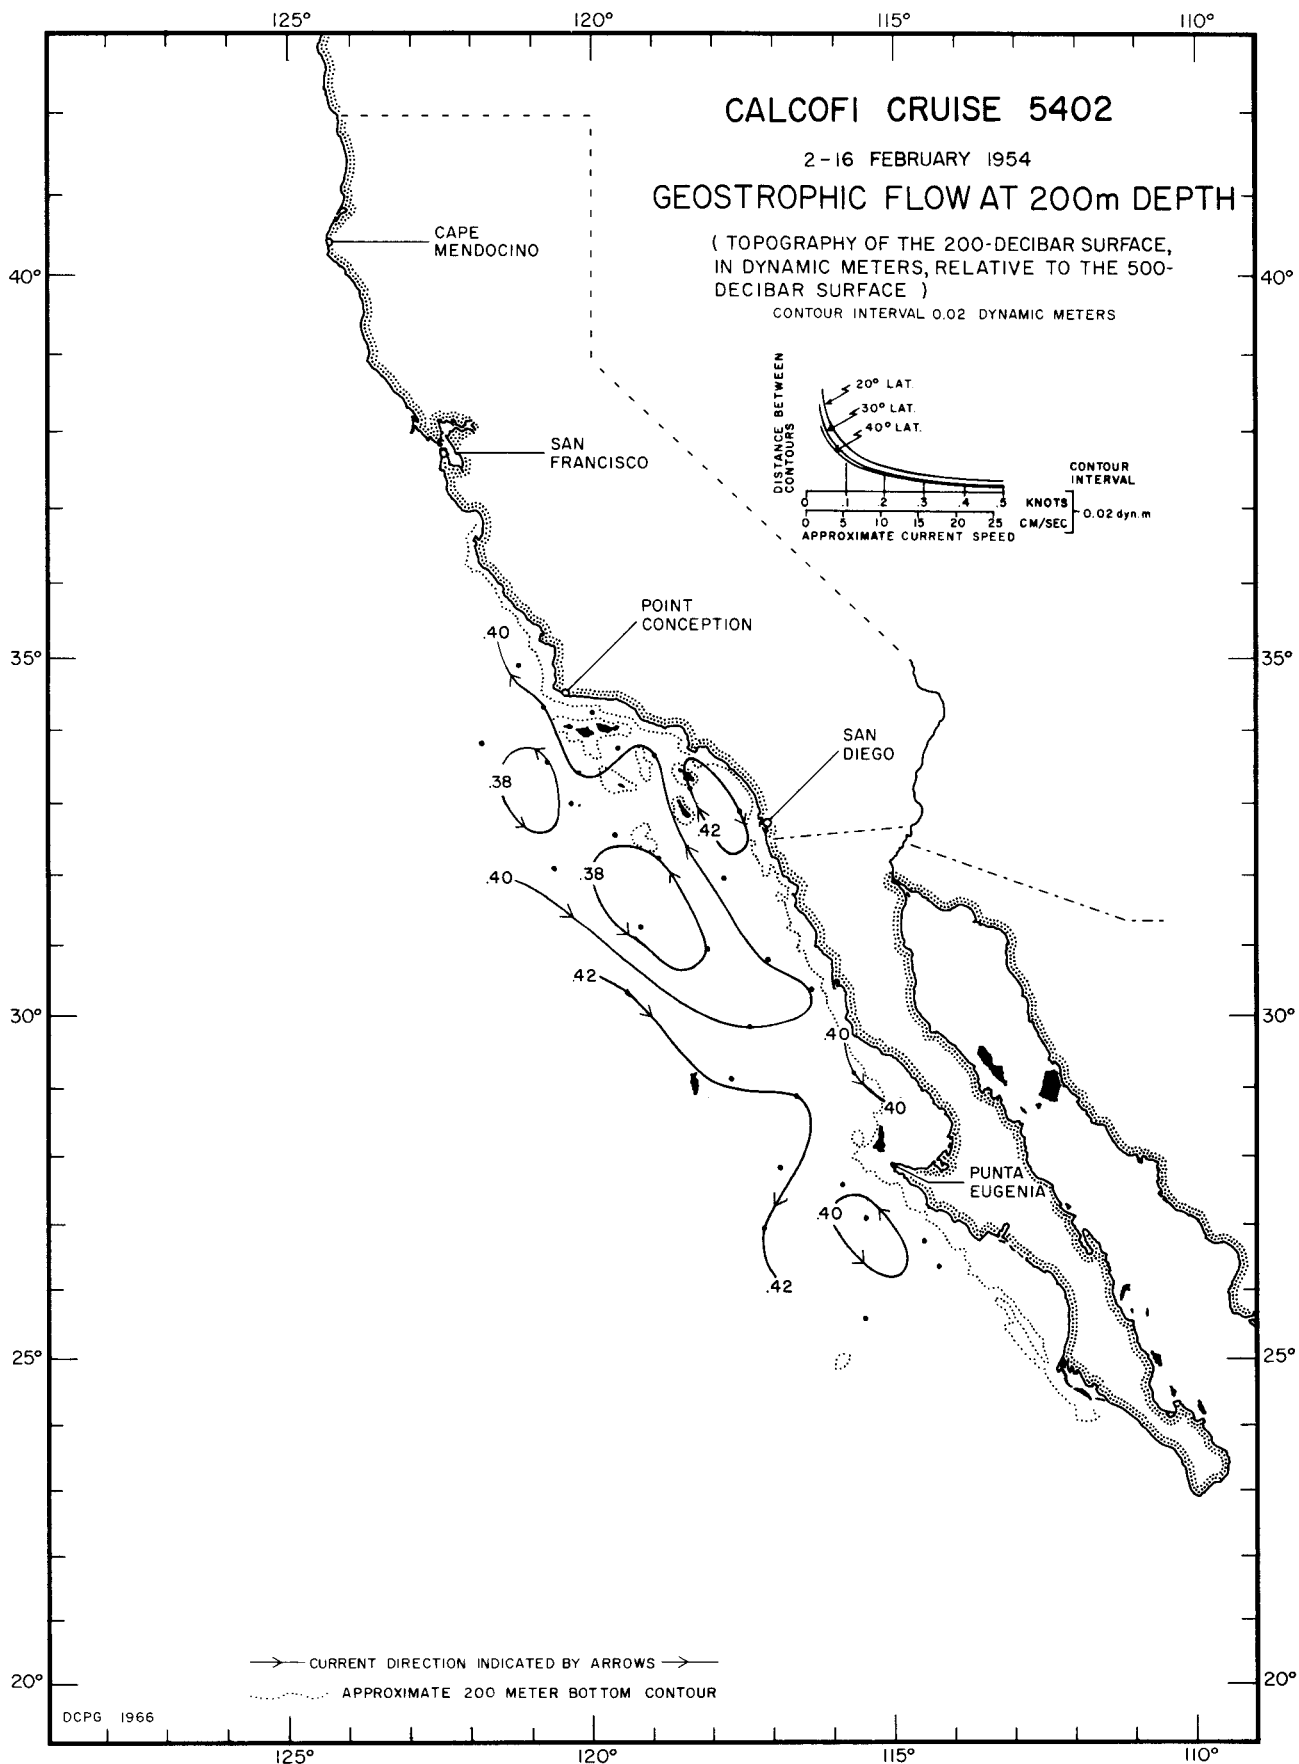 125° 120° 115° 110°
CALCOFI CRUISE 5402
2-16 FEBRUARY 1954
GEOSTROPHIC FLOW AT 200m DEPTH
( TOPOGRAPHY OF THE 200-DECIBAR SURFACE,
IN DYNAMIC METERS, RELATIVE TO THE 500-
DECIBAR SURFACE )
CONTOUR INTERVAL 0.02 DYNAMIC METERS
CAPE
MENDOCINO
40° 40°
DISTANCE BETWEEN
CONTOURS
20° LAT.
30° LAT.
40° LAT.
CONTOUR
INTERVAL
0 .1 .2 .3 .4 .5 KNOTS
0 5 10 15 20 25 CM/SEC
0.02 dyn.m
APPROXIMATE CURRENT SPEED
SAN
FRANCISCO
POINT
CONCEPTION
.40
35° 35°
SAN
DIEGO
.38
.42
.38
.40
.42
30° 30°
.40
.40
PUNTA
EUGENIA
.40
.42
25° 25°
CURRENT DIRECTION INDICATED BY ARROWS
20° 20°
APPROXIMATE 200 METER BOTTOM CONTOUR
DCPG 1966
125° 120° 115° 110°